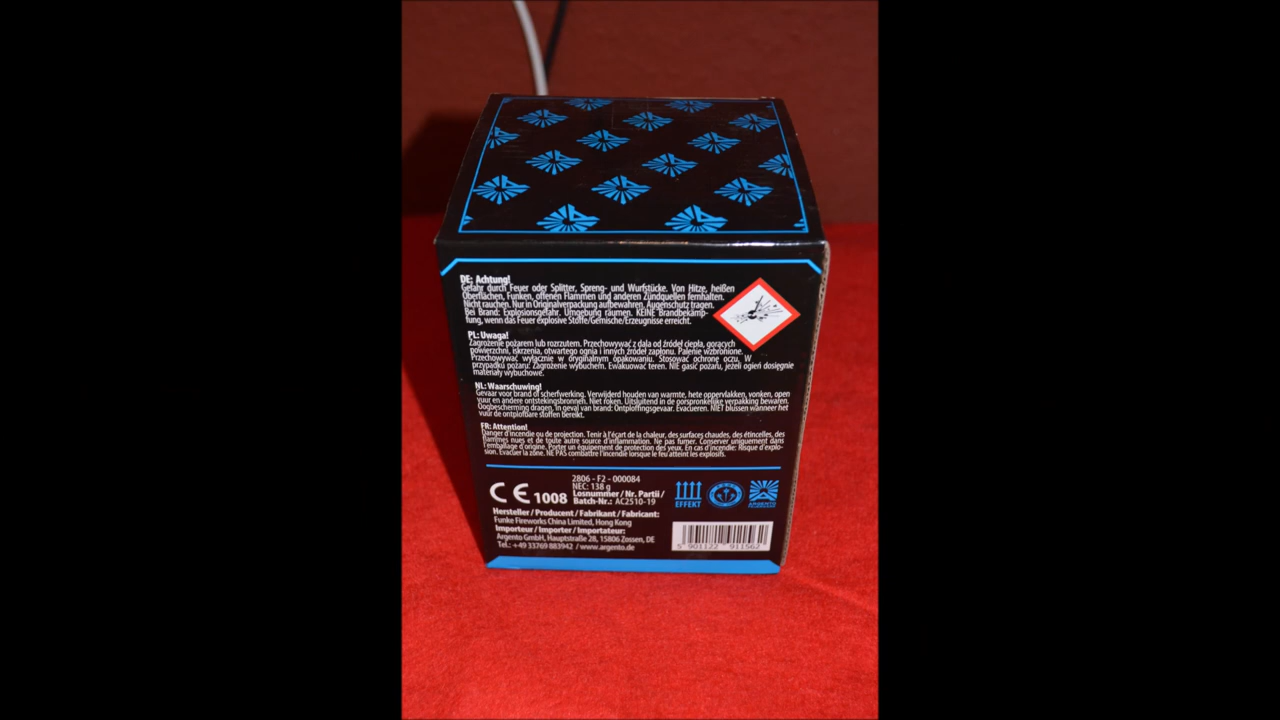 DE: Achtung!
Gefahr durch Feuer oder Splitter, Spreng- und Wurfstücke. Von Hitze, heißen
Oberflächen, Funken, offenen Flammen und anderen Zündquellen fernhalten.
Nicht rauchen. Nur in Originalverpackung aufbewahren. Augenschutz tragen.
Bei Brand: Explosionsgefahr. Umgebung räumen. KEINE Brandbekämp-
fung, wenn das Feuer explosive Stoffe/Gemische/Erzeugnisse erreicht.
PL: Uwaga!
Zagrożenie pożarem lub rozrzutem. Przechowywać z dala od źródeł ciepła, gorących
powierzchni, iskrzenia, otwartego ognia i innych źródeł zapłonu. Palenie wzbronione.
Przechowywać wyłącznie w oryginalnym opakowaniu. Stosować ochronę oczu. W
przypadku pożaru: Zagrożenie wybuchem. Ewakuować teren. NIE gasić pożaru, jeżeli ogień dosięgnie
materiały wybuchowe.
NL: Waarschuwing!
Gevaar voor brand of scherfwerking. Verwijderd houden van warmte, hete oppervlakken, vonken, open
vuur en andere ontstekingsbronnen. Niet roken. Uitsluitend in de oorspronkelijke verpakking bewaren.
Oogbescherming dragen. In geval van brand: Ontploffingsgevaar. Evacueren. NIET blussen wanneer het
vuur de ontplofbare stoffen bereikt.
FR: Attention!
Danger d'incendie ou de projection. Tenir à l'écart de la chaleur, des surfaces chaudes, des étincelles, des
flammes nues et de toute autre source d'inflammation. Ne pas fumer. Conserver uniquement dans
l'emballage d'origine. Porter un équipement de protection des yeux. En cas d'incendie: Risque d'explo-
sion. Evacuer la zone. NE PAS combattre l'incendie lorsque le feu atteint les explosifs.
CE 1008
2806 - F2 - 000084
NEC: 138 g
Losnummer / Nr. Partii /
Batch-Nr.: AC2510-19
EFFEKT
ARGENTO
Hersteller / Producent / Fabrikant / Fabricant:
Funke Fireworks China Limited, Hong Kong
Importeur / Importer / Importateur:
Argento GmbH, Hauptstraße 28, 15806 Zossen, DE
Tel.: +49 33769 883942 / www.argento.de
5 901122 911562